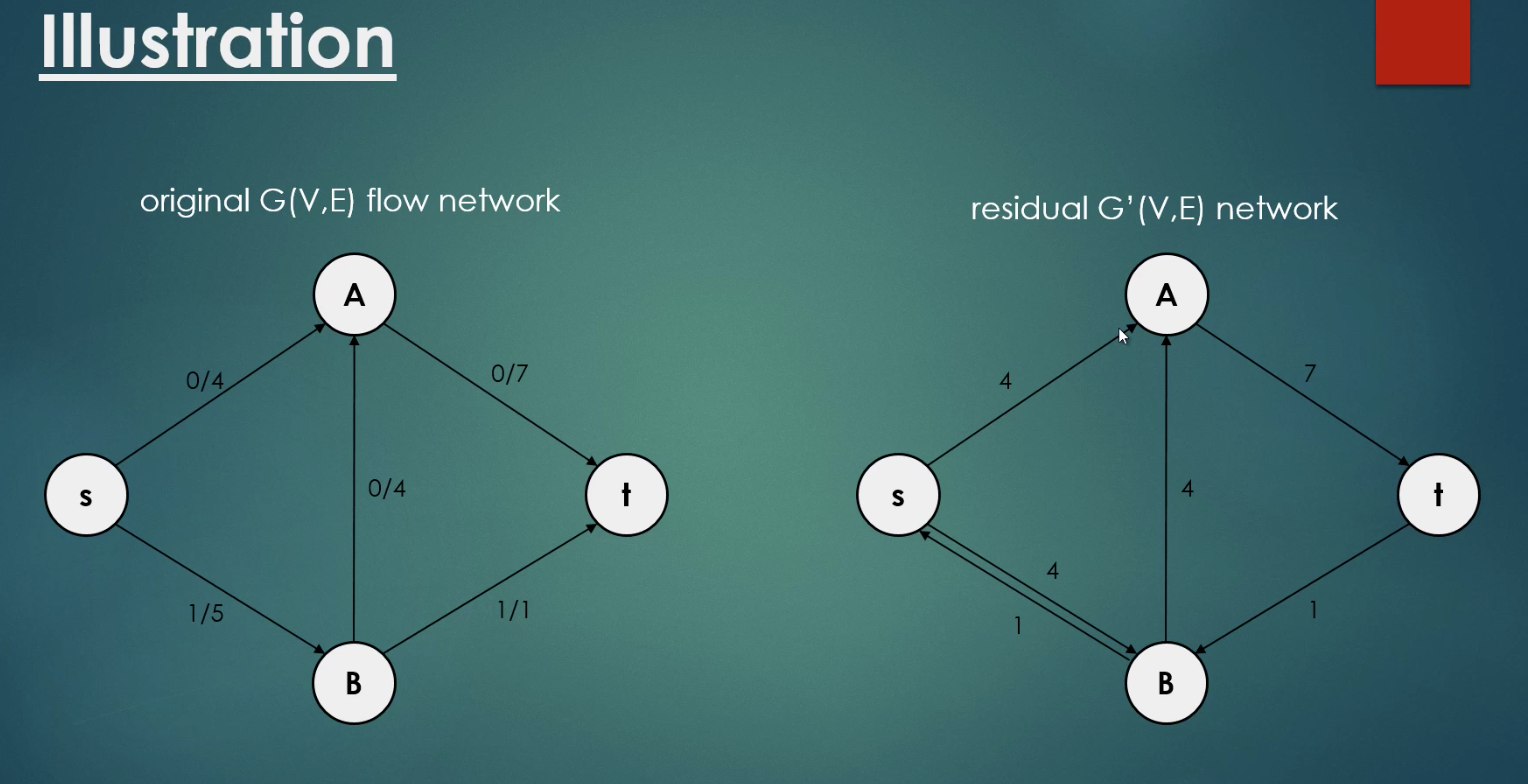 Illustration
original G(V,E) flow network
residual G'(V,E) network
A
A
0/4
0/7
4
7
s
0/4
t
s
4
t
4
1/5
1/1
1
1
B
B